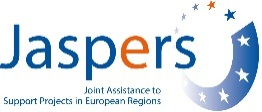 Jaspers
Joint Assistance to
Support Projects in European Regions